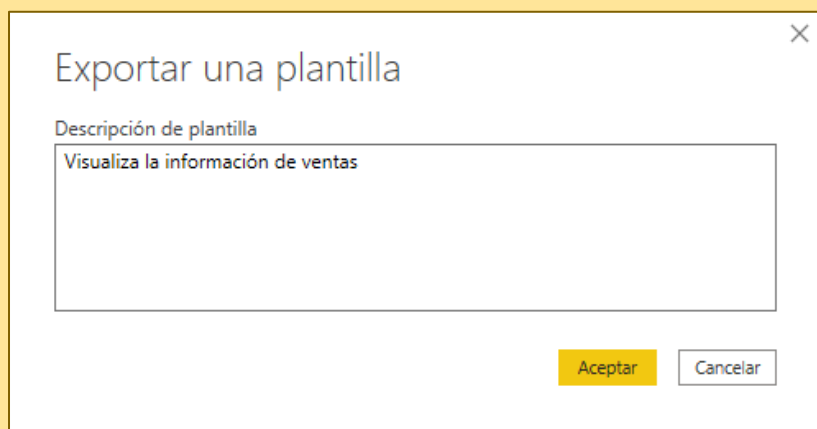 Exportar una plantilla
Descripción de plantilla
Visualiza la información de ventas
Aceptar
Cancelar